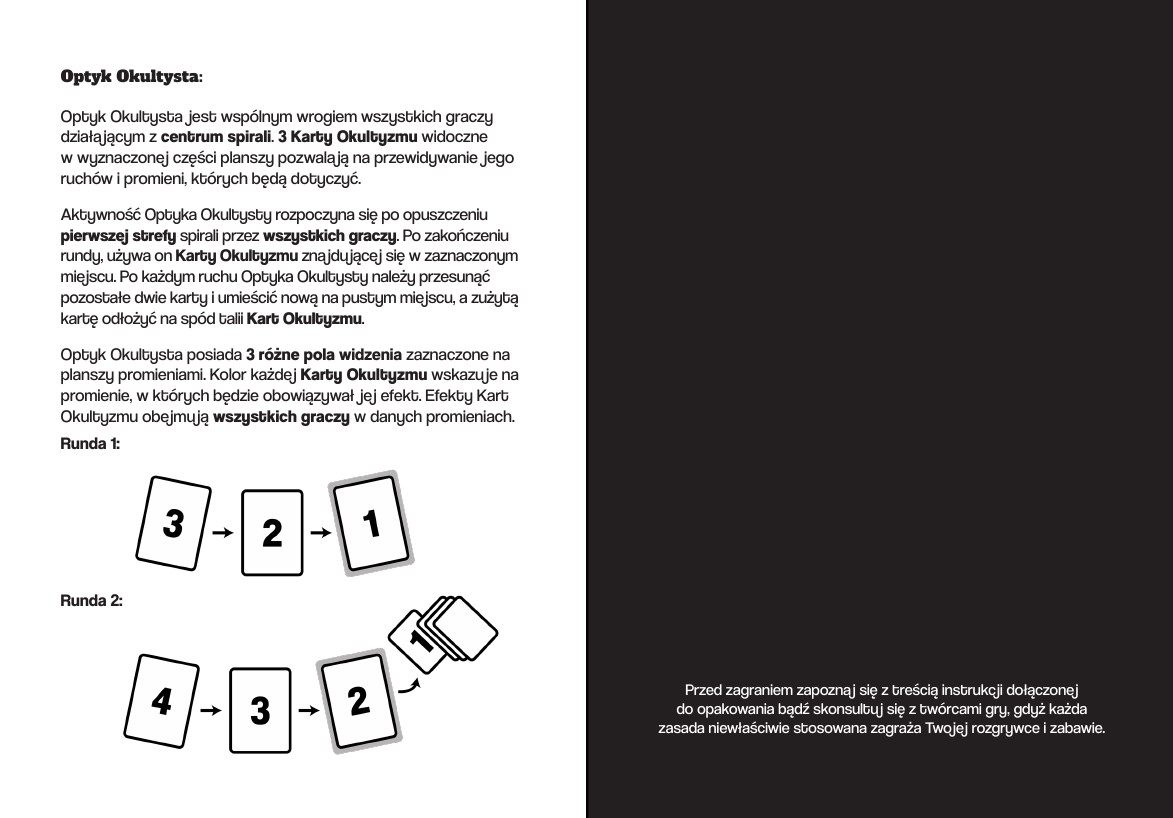 Optyk Okultysta:
Optyk Okultysta jest wspólnym wrogiem wszystkich graczy
działającym z centrum spirali. 3 Karty Okultyzmu widoczne
w wyznaczonej części planszy pozwalają na przewidywanie jego
ruchów i promieni, których będą dotyczyć.
Aktywność Optyka Okultysty rozpoczyna się po opuszczeniu
pierwszej strefy spirali przez wszystkich graczy. Po zakończeniu
rundy, używa on Karty Okultyzmu znajdującej się w zaznaczonym
miejscu. Po każdym ruchu Optyka Okultysty należy przesunąć
pozostałe dwie karty i umieścić nową na pustym miejscu, a zużytą
kartę odłożyć na spód talii Kart Okultyzmu.
Optyk Okultysta posiada 3 różne pola widzenia zaznaczone na
planszy promieniami. Kolor każdej Karty Okultyzmu wskazuje na
promienie, w których będzie obowiązywał jej efekt. Efekty Kart
Okultyzmu obejmują wszystkich graczy w danych promieniach.
Runda 1:
3 2 1
Runda 2:
1
4 3 2
Przed zagraniem zapoznaj się z treścią instrukcji dołączonej
do opakowania bądź skonsultuj się z twórcami gry, gdyż każda
zasada niewłaściwie stosowana zagraża Twojej rozgrywce i zabawie.